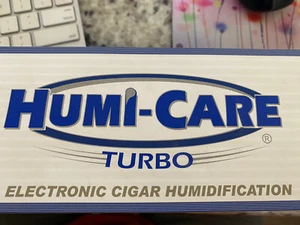 HUMI-CARE
®
TURBO
ELECTRONIC CIGAR HUMIDIFICATION